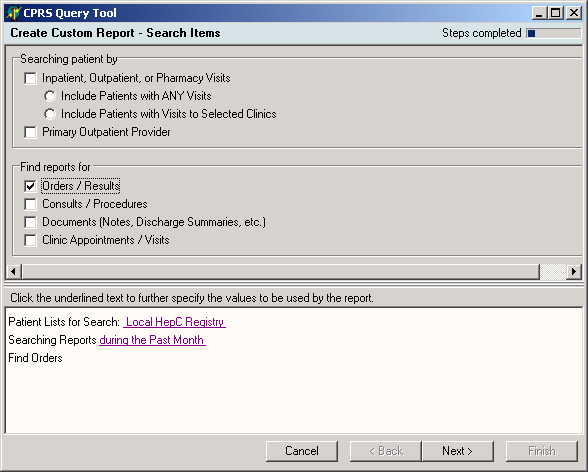 CPRS Query Tool
Create Custom Report - Search Items
Steps completed
Searching patient by
Inpatient, Outpatient, or Pharmacy Visits
Include Patients with ANY Visits
Include Patients with Visits to Selected Clinics
Primary Outpatient Provider
Find reports for
Orders / Results
Consults / Procedures
Documents (Notes, Discharge Summaries, etc.)
Clinic Appointments / Visits
Click the underlined text to further specify the values to be used by the report.
Patient Lists for Search: Local HepC Registry
Searching Reports during the Past Month
Find Orders
Cancel < Back Next > Finish